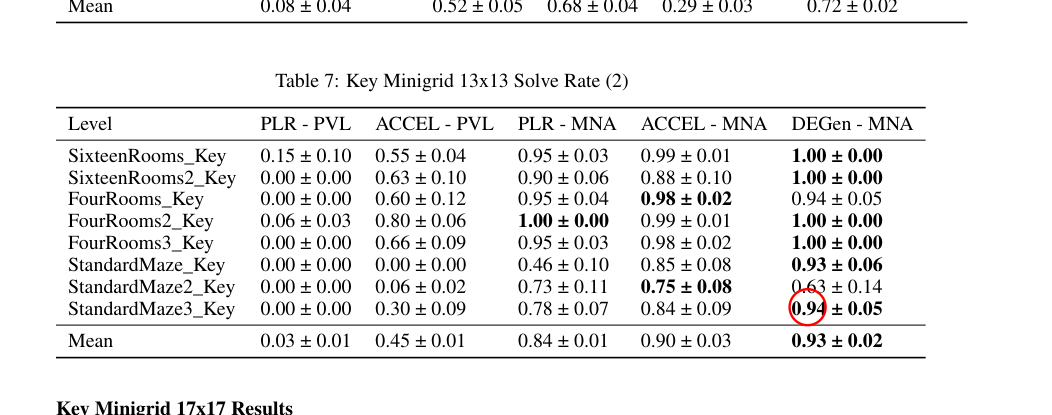 Mean 0.08 ± 0.04 0.52 ± 0.05 0.68 ± 0.04 0.29 ± 0.03 0.72 ± 0.02
Table 7: Key Minigrid 13x13 Solve Rate (2)
Level PLR - PVL ACCEL - PVL PLR - MNA ACCEL - MNA DEGen - MNA
SixteenRooms_Key 0.15 ± 0.10 0.55 ± 0.04 0.95 ± 0.03 0.99 ± 0.01 1.00 ± 0.00
SixteenRooms2_Key 0.00 ± 0.00 0.63 ± 0.10 0.90 ± 0.06 0.88 ± 0.10 1.00 ± 0.00
FourRooms_Key 0.00 ± 0.00 0.60 ± 0.12 0.95 ± 0.04 0.98 ± 0.02 0.94 ± 0.05
FourRooms2_Key 0.06 ± 0.03 0.80 ± 0.06 1.00 ± 0.00 0.99 ± 0.01 1.00 ± 0.00
FourRooms3_Key 0.00 ± 0.00 0.66 ± 0.09 0.95 ± 0.03 0.98 ± 0.02 1.00 ± 0.00
StandardMaze_Key 0.00 ± 0.00 0.00 ± 0.00 0.46 ± 0.10 0.85 ± 0.08 0.93 ± 0.06
StandardMaze2_Key 0.00 ± 0.00 0.06 ± 0.02 0.73 ± 0.11 0.75 ± 0.08 0.63 ± 0.14
StandardMaze3_Key 0.00 ± 0.00 0.30 ± 0.09 0.78 ± 0.07 0.84 ± 0.09 0.94 ± 0.05
Mean 0.03 ± 0.01 0.45 ± 0.01 0.84 ± 0.01 0.90 ± 0.03 0.93 ± 0.02
Key Minigrid 17x17 Results